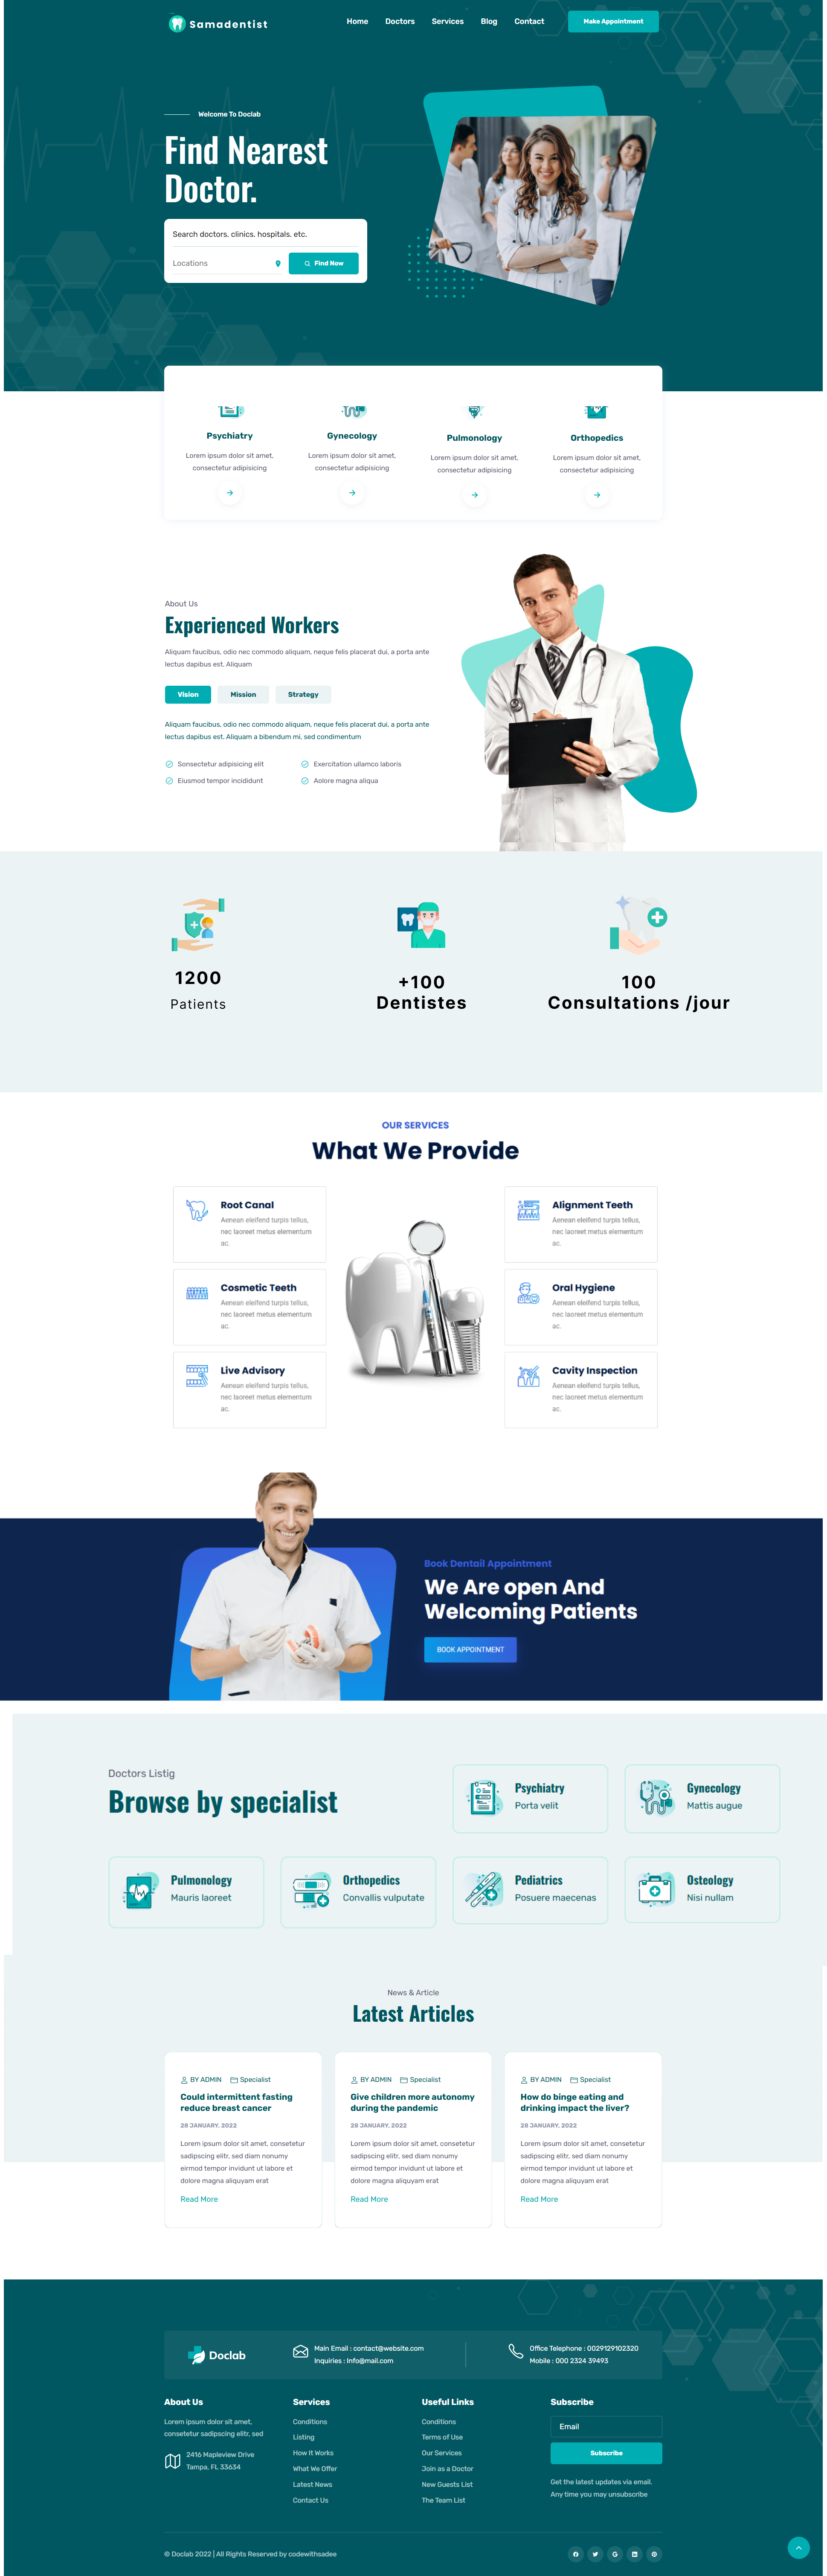 Samadentist
Home Doctors Services Blog Contact Make Appointment
Welcome To Doclab
Find Nearest
Doctor.
Search doctors. clinics. hospitals. etc.
Locations
Find Now
Psychiatry
Lorem ipsum dolor sit amet,
consectetur adipisicing
Gynecology
Lorem ipsum dolor sit amet,
consectetur adipisicing
Pulmonology
Lorem ipsum dolor sit amet,
consectetur adipisicing
Orthopedics
Lorem ipsum dolor sit amet,
consectetur adipisicing
About Us
Experienced Workers
Aliquam faucibus, odio nec commodo aliquam, neque felis placerat dui, a porta ante
lectus dapibus est. Aliquam
Vision Mission Strategy
Aliquam faucibus, odio nec commodo aliquam, neque felis placerat dui, a porta ante
lectus dapibus est. Aliquam a bibendum mi, sed condimentum
Sonsectetur adipisicing elit
Exercitation ullamco laboris
Eiusmod tempor incididunt
Aolore magna aliqua
1200
Patients
+100
Dentistes
100
Consultations /jour
OUR SERVICES
What We Provide
Root Canal
Aenean eleifend turpis tellus,
nec laoreet metus elementum
ac.
Alignment Teeth
Aenean eleifend turpis tellus,
nec laoreet metus elementum
ac.
Cosmetic Teeth
Aenean eleifend turpis tellus,
nec laoreet metus elementum
ac.
Oral Hygiene
Aenean eleifend turpis tellus,
nec laoreet metus elementum
ac.
Live Advisory
Aenean eleifend turpis tellus,
nec laoreet metus elementum
ac.
Cavity Inspection
Aenean eleifend turpis tellus,
nec laoreet metus elementum
ac.
Book Dentail Appointment
We Are open And
Welcoming Patients
BOOK APPOINTMENT
Doctors Listig
Browse by specialist
Psychiatry
Porta velit
Gynecology
Mattis augue
Pulmonology
Mauris laoreet
Orthopedics
Convallis vulputate
Pediatrics
Posuere maecenas
Osteology
Nisi nullam
News & Article
Latest Articles
BY ADMIN Specialist
Could intermittent fasting
reduce breast cancer
28 JANUARY, 2022
Lorem ipsum dolor sit amet, consetetur
sadipscing elitr, sed diam nonumy
eirmod tempor invidunt ut labore et
dolore magna aliquyam erat
Read More
BY ADMIN Specialist
Give children more autonomy
during the pandemic
28 JANUARY, 2022
Lorem ipsum dolor sit amet, consetetur
sadipscing elitr, sed diam nonumy
eirmod tempor invidunt ut labore et
dolore magna aliquyam erat
Read More
BY ADMIN Specialist
How do binge eating and
drinking impact the liver?
28 JANUARY, 2022
Lorem ipsum dolor sit amet, consetetur
sadipscing elitr, sed diam nonumy
eirmod tempor invidunt ut labore et
dolore magna aliquyam erat
Read More
Doclab
Main Email : contact@website.com
Inquiries : Info@mail.com
Office Telephone : 0029129102320
Mobile : 000 2324 39493
About Us
Lorem ipsum dolor sit amet,
consetetur sadipscing elitr, sed
2416 Mapleview Drive
Tampa, FL 33634
Services
Conditions
Listing
How It Works
What We Offer
Latest News
Contact Us
Useful Links
Conditions
Terms of Use
Our Services
Join as a Doctor
New Guests List
The Team List
Subscribe
Email
Subscribe
Get the latest updates via email.
Any time you may unsubscribe
© Doclab 2022 | All Rights Reserved by codewithsadee